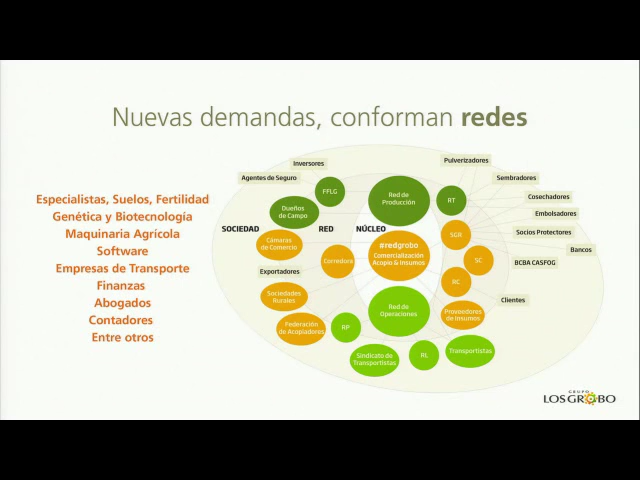 Nuevas demandas, conforman redes
Especialistas, Suelos, Fertilidad
Genética y Biotecnología
Maquinaria Agrícola
Software
Empresas de Transporte
Finanzas
Abogados
Contadores
Entre otros
Inversores
Agentes de Seguro
FFLG
Dueños
de Campo
SOCIEDAD
RED
NÚCLEO
Cámaras
de Comercio
Corredora
Exportadores
Sociedades
Rurales
Federación
de Acopiadores
RP
Sindicato de
Transportistas
RL
Transportistas
Red de
Producción
#redgrobo
Comercialización
Acopio & Insumos
Red de
Operaciones
RT
SGR
SC
RC
Proveedores
de Insumos
Pulverizadores
Sembradores
Cosechadores
Embolsadores
Socios Protectores
Bancos
BCBA CASFOG
Clientes
GRUPO
LOS GROBO